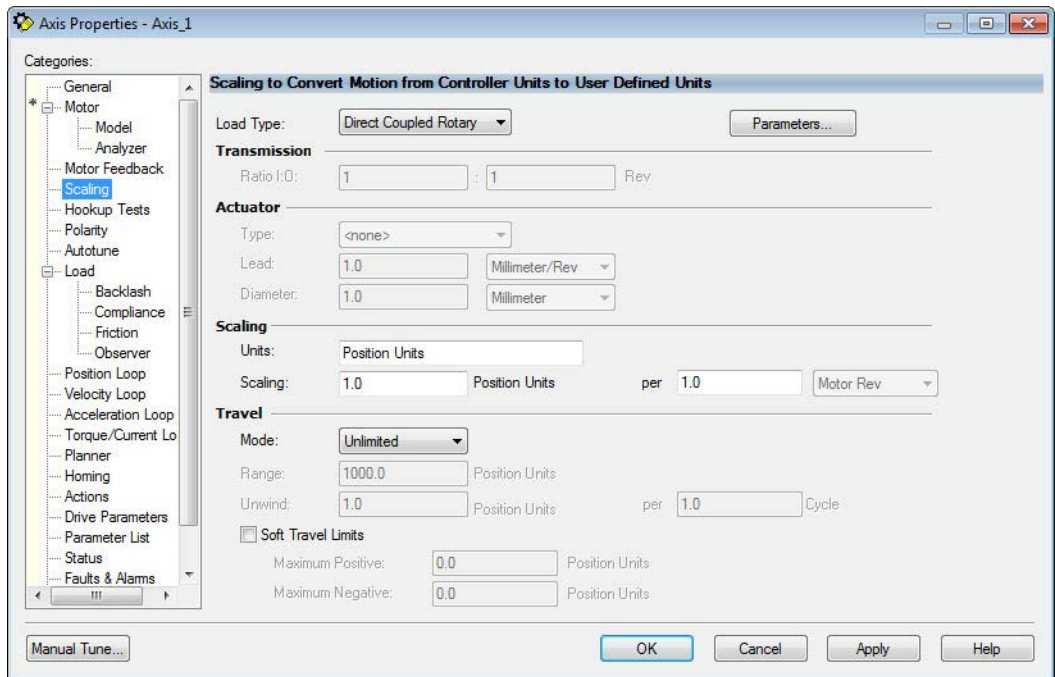 Axis Properties - Axis_1
Categories:
General
* Motor
Model
Analyzer
Motor Feedback
Scaling
Hookup Tests
Polarity
Autotune
Load
Backlash
Compliance
Friction
Observer
Position Loop
Velocity Loop
Acceleration Loop
Torque/Current Lo
Planner
Homing
Actions
Drive Parameters
Parameter List
Status
Faults & Alarms
Scaling to Convert Motion from Controller Units to User Defined Units
Load Type: Direct Coupled Rotary Parameters...
Transmission
Ratio I:O: 1 : 1 Rev
Actuator
Type: <none>
Lead: 1.0 Millimeter/Rev
Diameter: 1.0 Millimeter
Scaling
Units: Position Units
Scaling: 1.0 Position Units per 1.0 Motor Rev
Travel
Mode: Unlimited
Range: 1000.0 Position Units
Unwind: 1.0 Position Units per 1.0 Cycle
Soft Travel Limits
Maximum Positive: 0.0 Position Units
Maximum Negative: 0.0 Position Units
Manual Tune... OK Cancel Apply Help